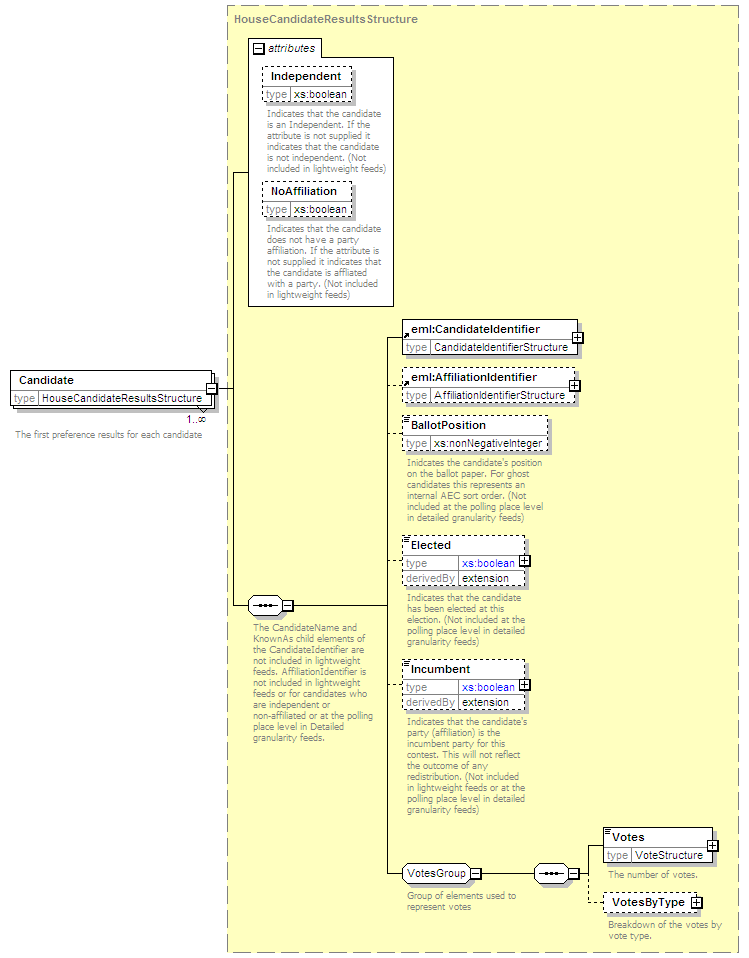 HouseCandidateResultsStructure
attributes
Independent
type xs:boolean
Indicates that the candidate
is an Independent. If the
attribute is not supplied it
indicates that the candidate
is not independent. (Not
included in lightweight feeds)
NoAffiliation
type xs:boolean
Indicates that the candidate
does not have a party
affiliation. If the attribute is
not supplied it indicates that
the candidate is affliated
with a party. (Not included
in lightweight feeds)
Candidate
type HouseCandidateResultsStructure
1..∞
The first preference results for each candidate
eml:CandidateIdentifier
type CandidateIdentifierStructure
eml:AffiliationIdentifier
type AffiliationIdentifierStructure
BallotPosition
type xs:nonNegativeInteger
Inidcates the candidate's position
on the ballot paper. For ghost
candidates this represents an
internal AEC sort order. (Not
included at the polling place level
in detailed granularity feeds)
Elected
type xs:boolean
derivedBy extension
Indicates that the candidate
has been elected at this
election. (Not included at the
polling place level in detailed
granularity feeds)
The CandidateName and
KnownAs child elements of
the CandidateIdentifier are
not included in lightweight
feeds. AffiliationIdentifier is
not included in lightweight
feeds or for candidates who
are independent or
non-affiliated or at the polling
place level in Detailed
granularity feeds.
Incumbent
type xs:boolean
derivedBy extension
Indicates that the candidate's
party (affiliation) is the
incumbent party for this
contest. This will not reflect
the outcome of any
redistribution. (Not included
in lightweight feeds or at the
polling place level in detailed
granularity feeds)
VotesGroup
Group of elements used to
represent votes
Votes
type VoteStructure
The number of votes.
VotesByType
Breakdown of the votes by
vote type.